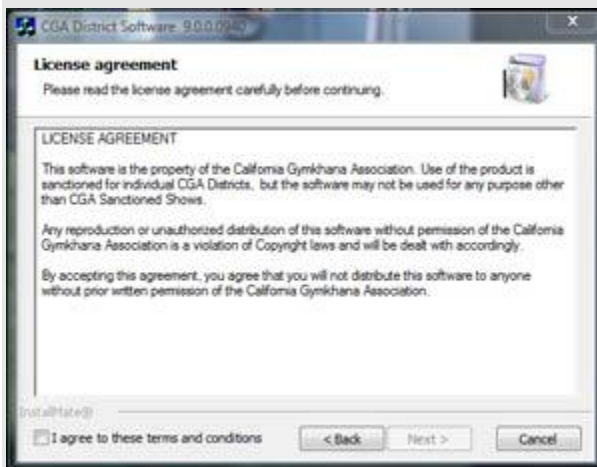 CGA District Software 9.0.0.0940
License agreement
Please read the license agreement carefully before continuing.
LICENSE AGREEMENT
This software is the property of the California Gymkhana Association. Use of the product is
sanctioned for individual CGA Districts, but the software may not be used for any purpose other
than CGA Sanctioned Shows.
Any reproduction or unauthorized distribution of this software without permission of the California
Gymkhana Association is a violation of Copyright laws and will be dealt with accordingly.
By accepting this agreement, you agree that you will not distribute this software to anyone
without prior written permission of the California Gymkhana Association.
InstallMate®
I agree to these terms and conditions
< Back
Next >
Cancel